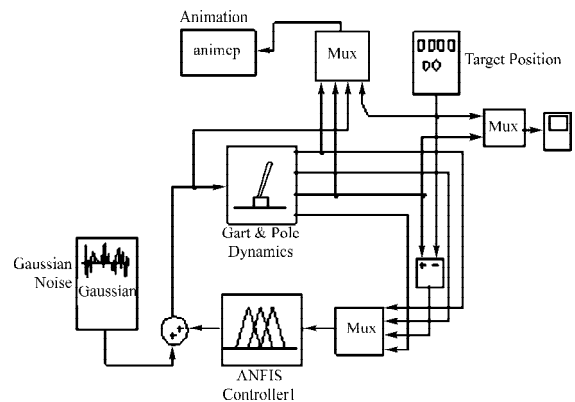 Animation
animcp
Mux
Target Position
Mux
Gart & Pole
Dynamics
Gaussian
Noise
Gaussian
Mux
ANFIS
Controller1